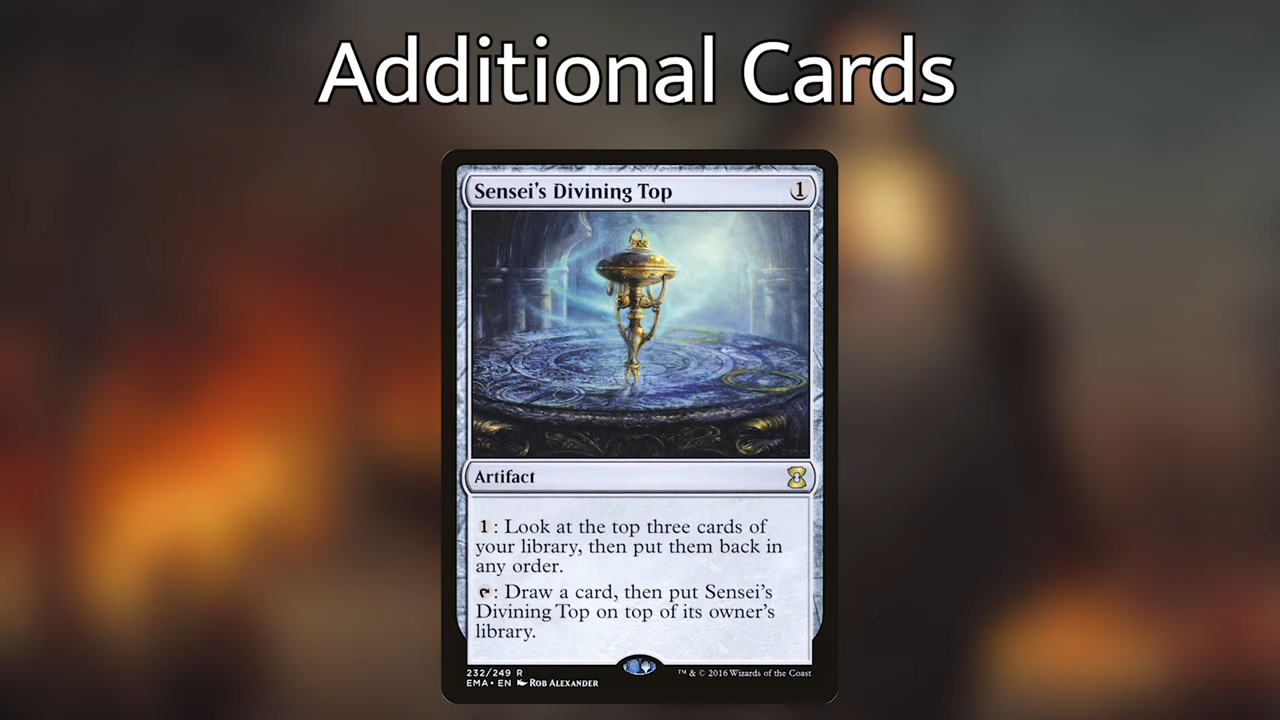 Additional Cards
Sensei's Divining Top 1
Artifact
1: Look at the top three cards of
your library, then put them back in
any order.
: Draw a card, then put Sensei's
Divining Top on top of its owner's
library.
232/249 R
EMA • EN Rob Alexander
™ & © 2016 Wizards of the Coast